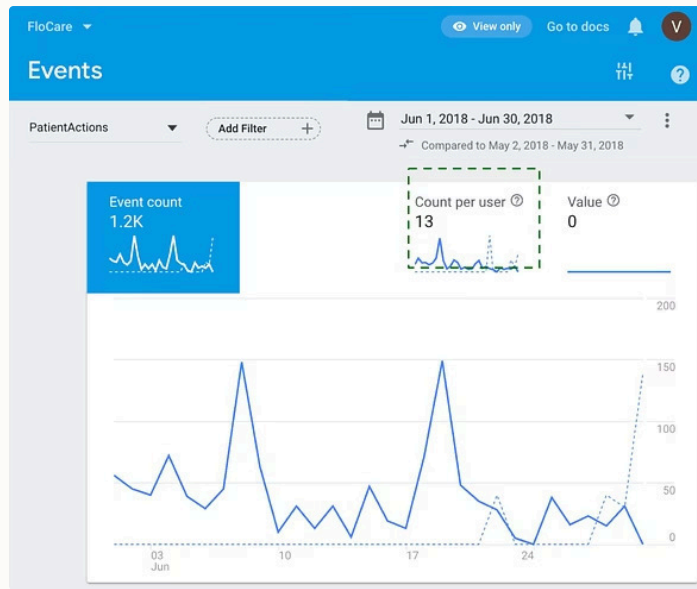 FloCare
View only
Go to docs
V
Events
PatientActions
Add Filter
Jun 1, 2018 - Jun 30, 2018
Compared to May 2, 2018 - May 31, 2018
Event count
1.2K
Count per user
13
Value
0
200
150
100
50
0
03
Jun
10
17
24